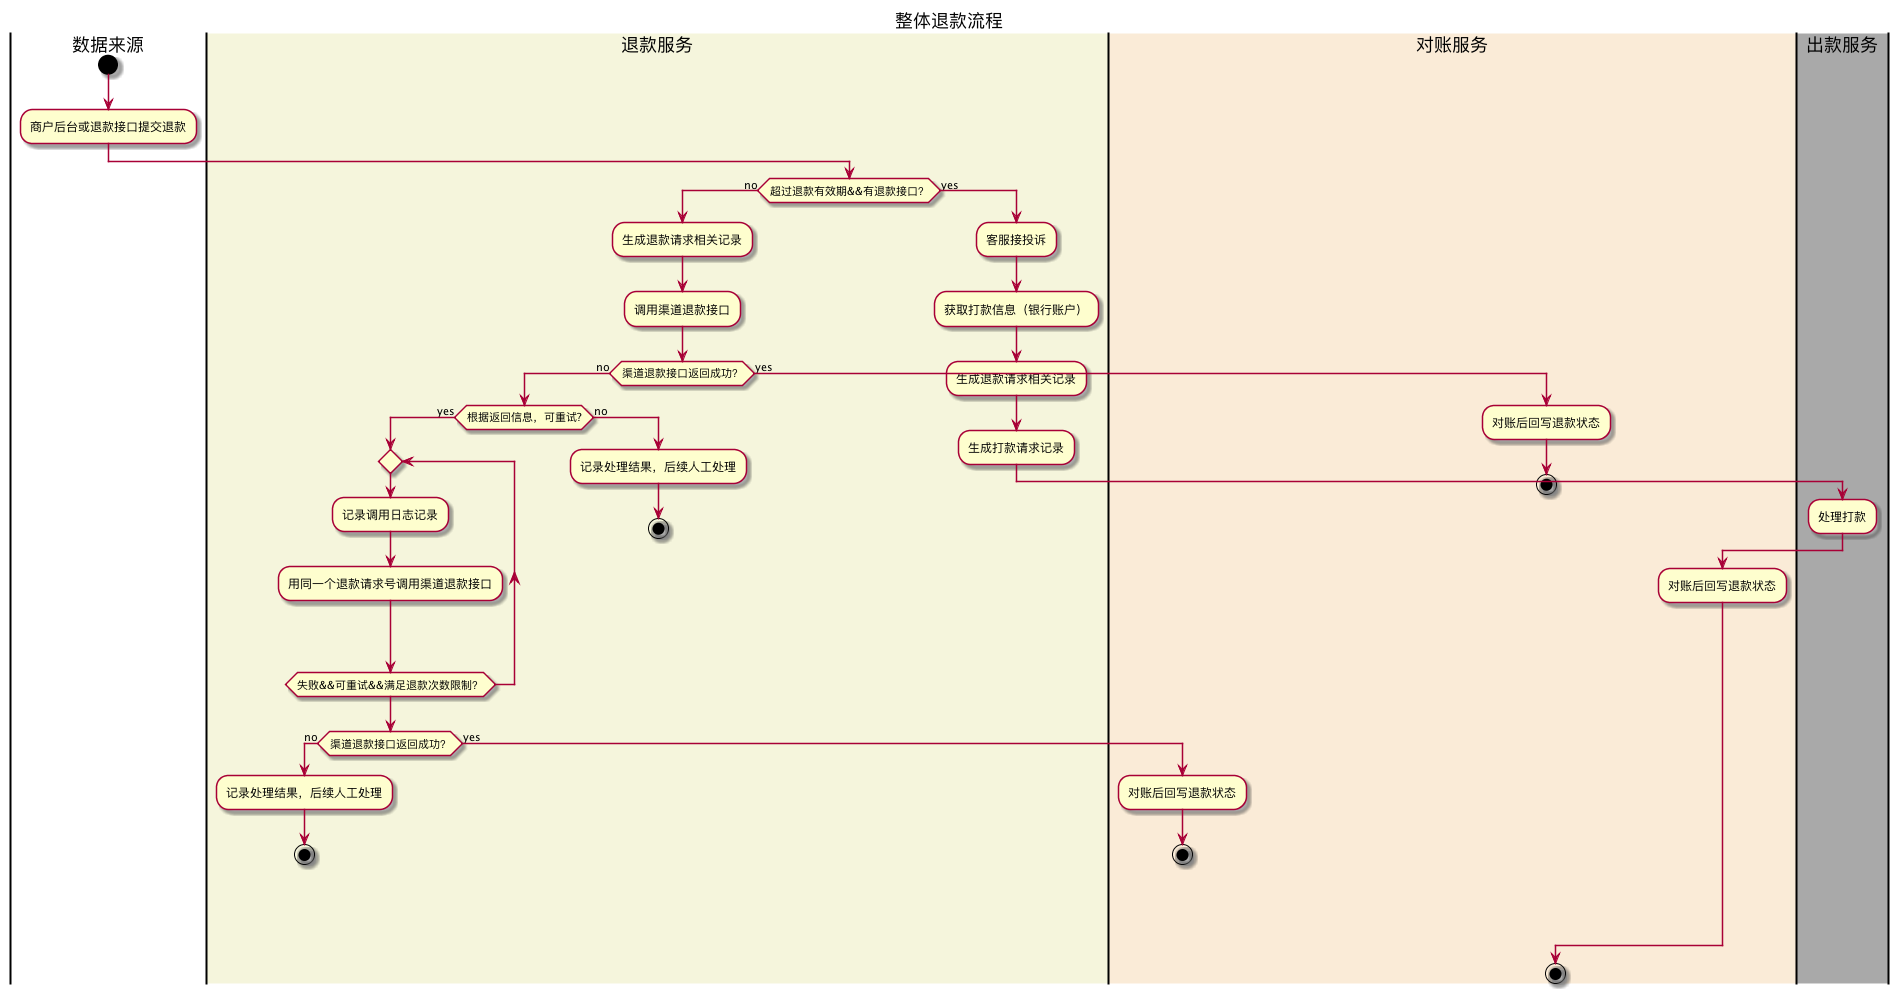 整体退款流程
数据来源
退款服务
对账服务
出款服务
商户后台或退款接口提交退款
no
超过退款有效期&&有退款接口?
yes
生成退款请求相关记录
客服接投诉
调用渠道退款接口
获取打款信息（银行账户）
no
渠道退款接口返回成功?
yes
生成退款请求相关记录
yes
根据返回信息，可重试?
no
对账后回写退款状态
生成打款请求记录
记录处理结果，后续人工处理
记录调用日志记录
处理打款
用同一个退款请求号调用渠道退款接口
对账后回写退款状态
失败&&可重试&&满足退款次数限制?
no
渠道退款接口返回成功?
yes
记录处理结果，后续人工处理
对账后回写退款状态